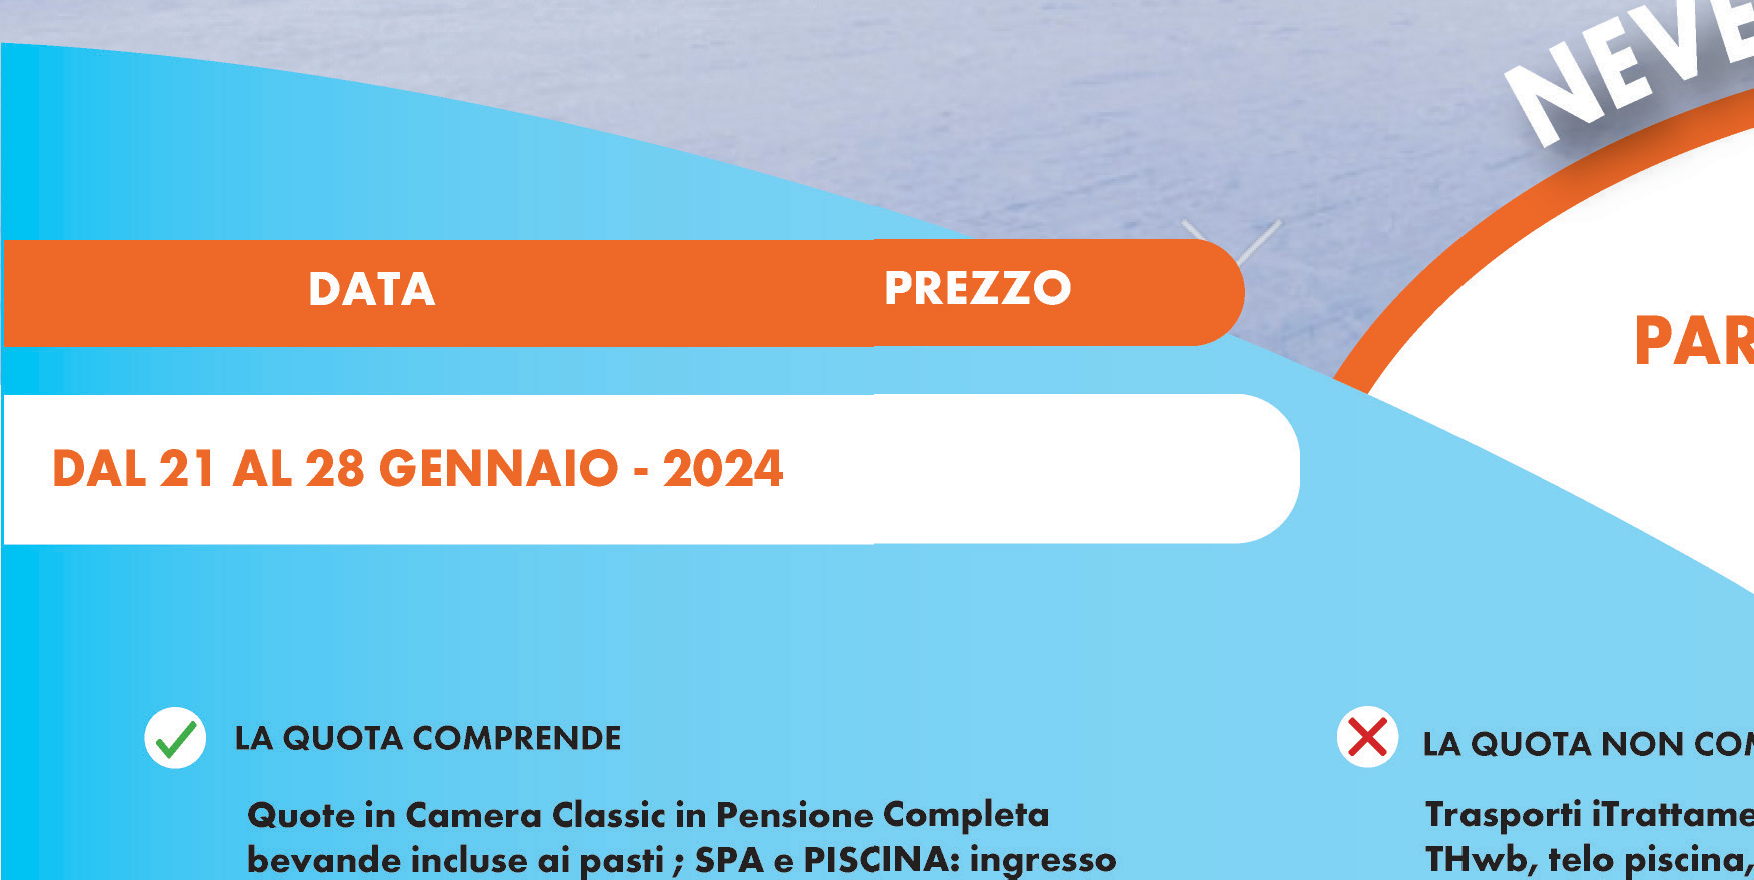 NEVE
DATA PREZZO
PAR
DAL 21 AL 28 GENNAIO - 2024
LA QUOTA COMPRENDE
Quote in Camera Classic in Pensione Completa
bevande incluse ai pasti ; SPA e PISCINA: ingresso
LA QUOTA NON COM
Trasporti iTrattame
THwb, telo piscina,